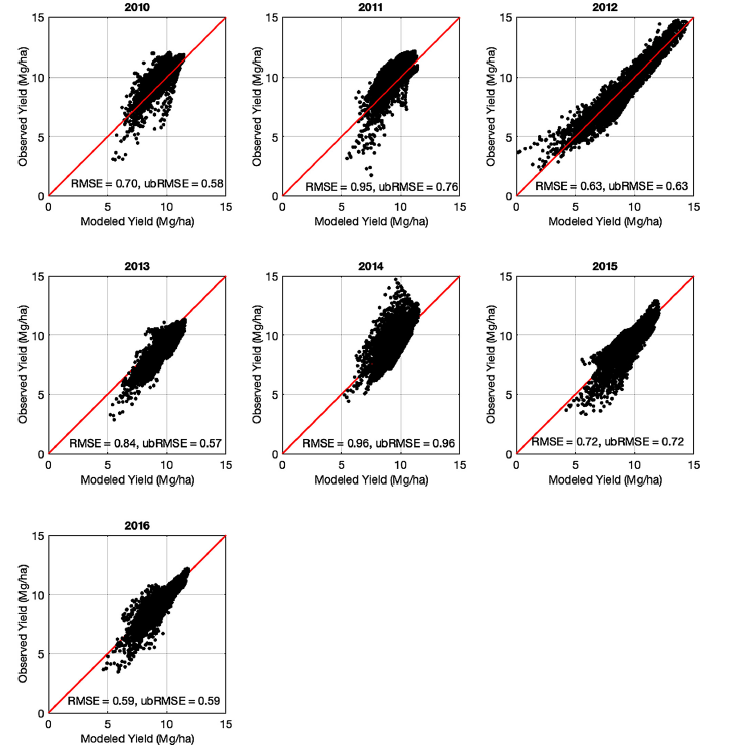 2010
15
10
5
0
Observed Yield (Mg/ha)
RMSE = 0.70, ubRMSE = 0.58
0 5 10 15
Modeled Yield (Mg/ha)
2011
15
10
5
0
Observed Yield (Mg/ha)
RMSE = 0.95, ubRMSE = 0.76
0 5 10 15
Modeled Yield (Mg/ha)
2012
15
10
5
0
Observed Yield (Mg/ha)
RMSE = 0.63, ubRMSE = 0.63
0 5 10 15
Modeled Yield (Mg/ha)
2013
15
10
5
0
Observed Yield (Mg/ha)
RMSE = 0.84, ubRMSE = 0.57
0 5 10 15
Modeled Yield (Mg/ha)
2014
15
10
5
0
Observed Yield (Mg/ha)
RMSE = 0.96, ubRMSE = 0.96
0 5 10 15
Modeled Yield (Mg/ha)
2015
15
10
5
0
Observed Yield (Mg/ha)
RMSE = 0.72, ubRMSE = 0.72
0 5 10 15
Modeled Yield (Mg/ha)
2016
15
10
5
0
Observed Yield (Mg/ha)
RMSE = 0.59, ubRMSE = 0.59
0 5 10 15
Modeled Yield (Mg/ha)